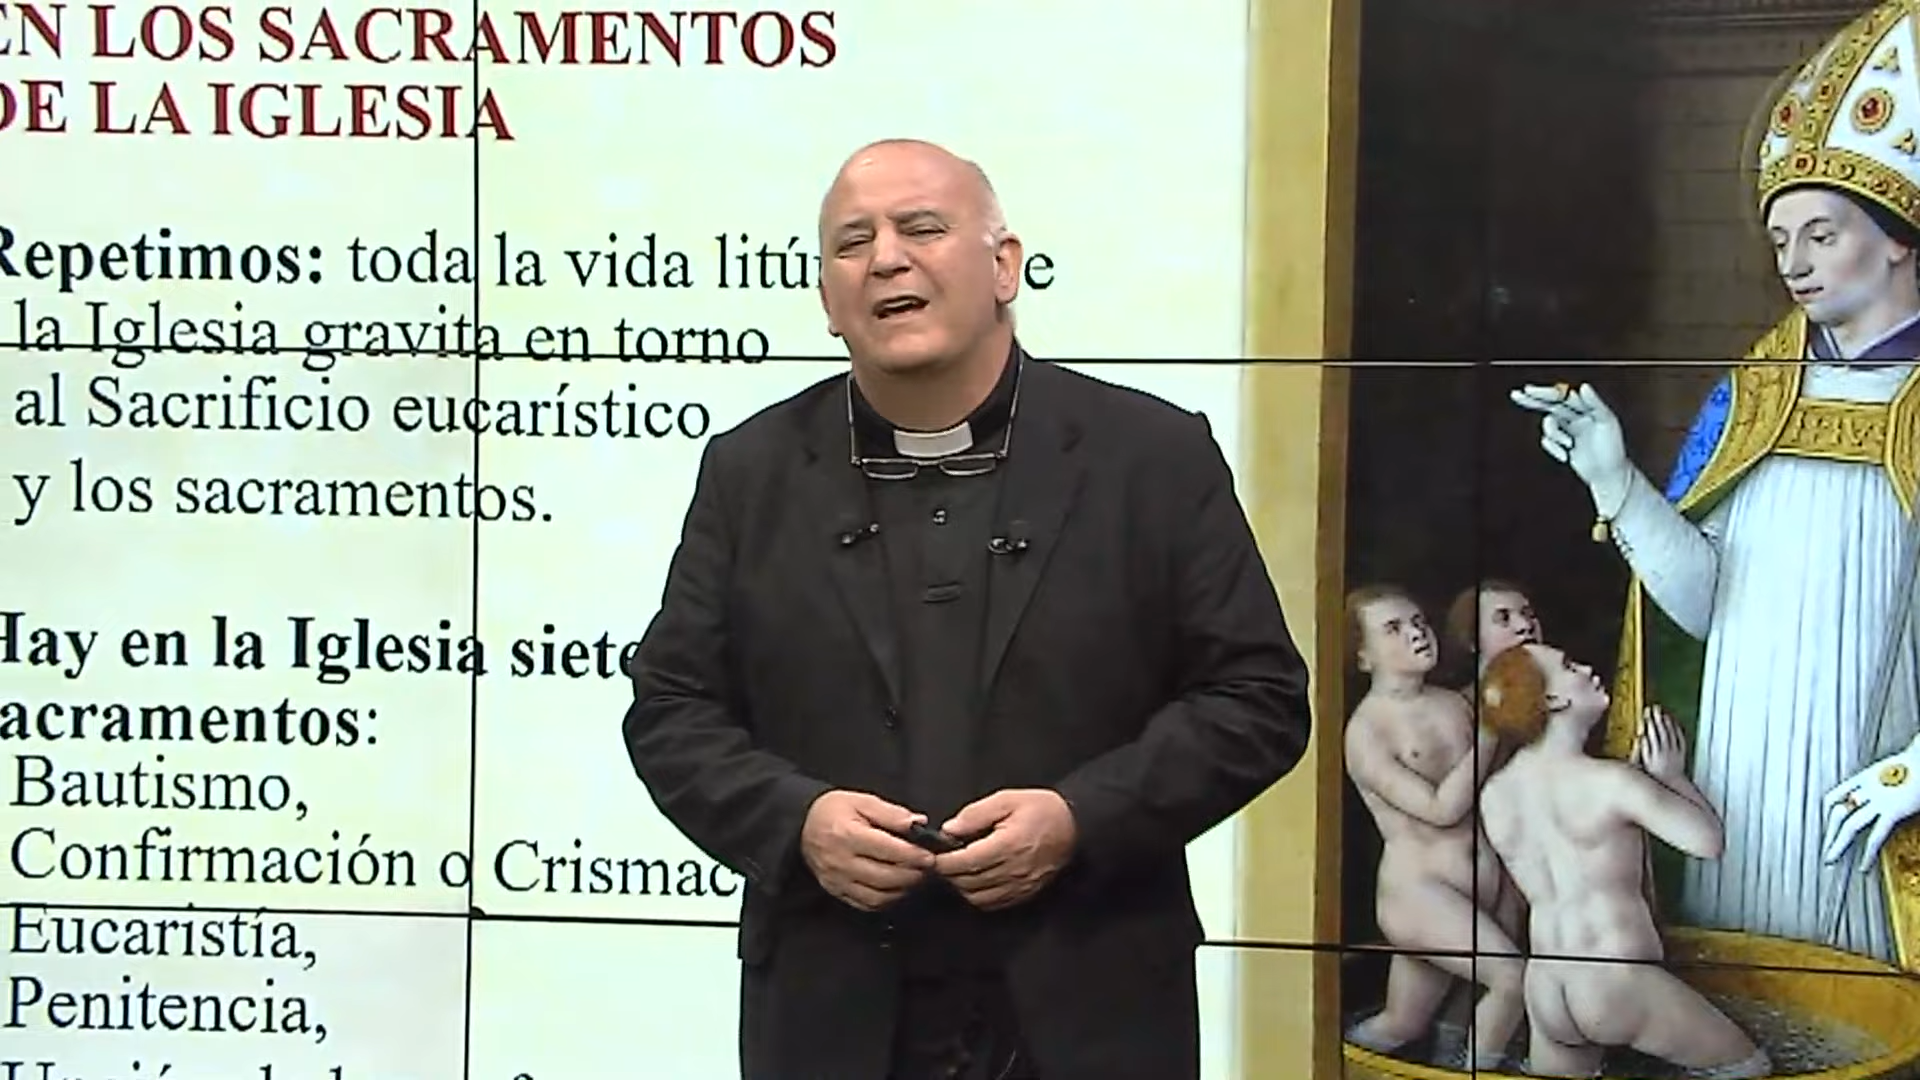 EN LOS SACRAMENTOS
DE LA IGLESIA
Repetimos: toda la vida litú e
la Iglesia gravita en torno
al Sacrificio eucarístico
y los sacramentos.
Hay en la Iglesia siete
acramentos:
Bautismo,
Confirmación o Crismac
Eucaristía,
Penitencia,